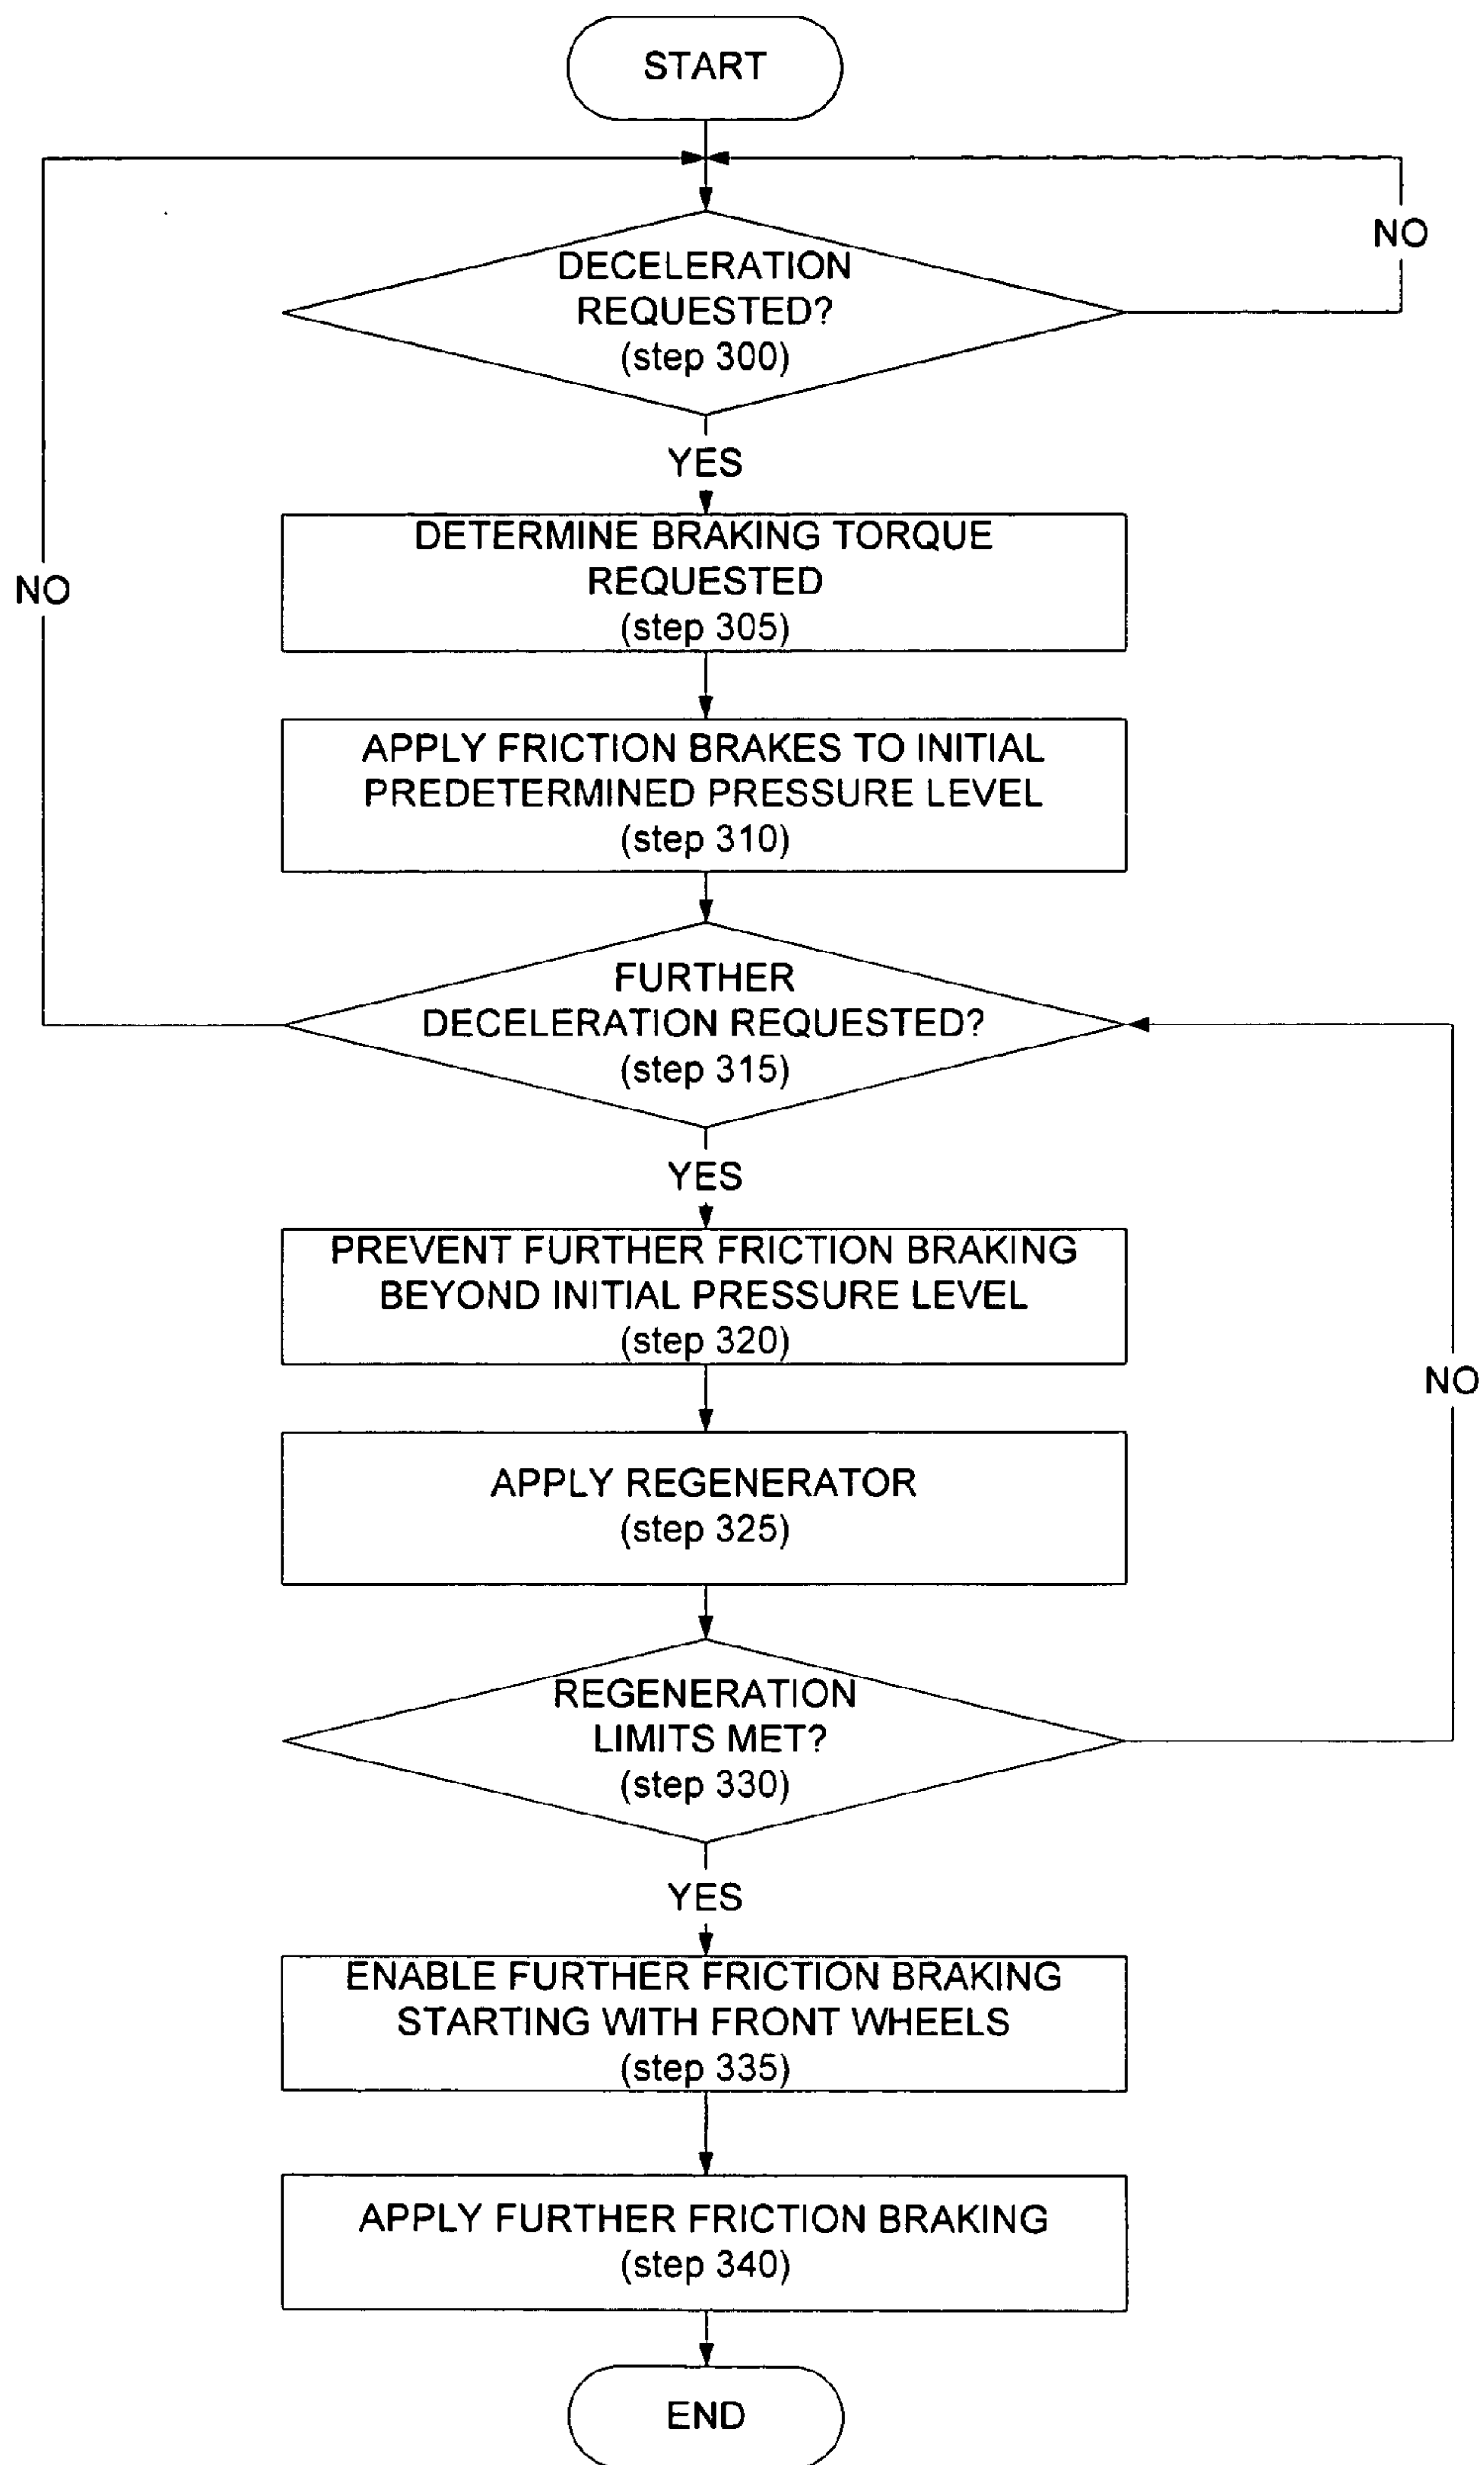 START
NO
DECELERATION
REQUESTED?
(step 300)
YES
DETERMINE BRAKING TORQUE
REQUESTED
(step 305)
NO
APPLY FRICTION BRAKES TO INITIAL
PREDETERMINED PRESSURE LEVEL
(step 310)
FURTHER
DECELERATION REQUESTED?
(step 315)
YES
PREVENT FURTHER FRICTION BRAKING
BEYOND INITIAL PRESSURE LEVEL
(step 320)
NO
APPLY REGENERATOR
(step 325)
REGENERATION
LIMITS MET?
(step 330)
YES
ENABLE FURTHER FRICTION BRAKING
STARTING WITH FRONT WHEELS
(step 335)
APPLY FURTHER FRICTION BRAKING
(step 340)
END